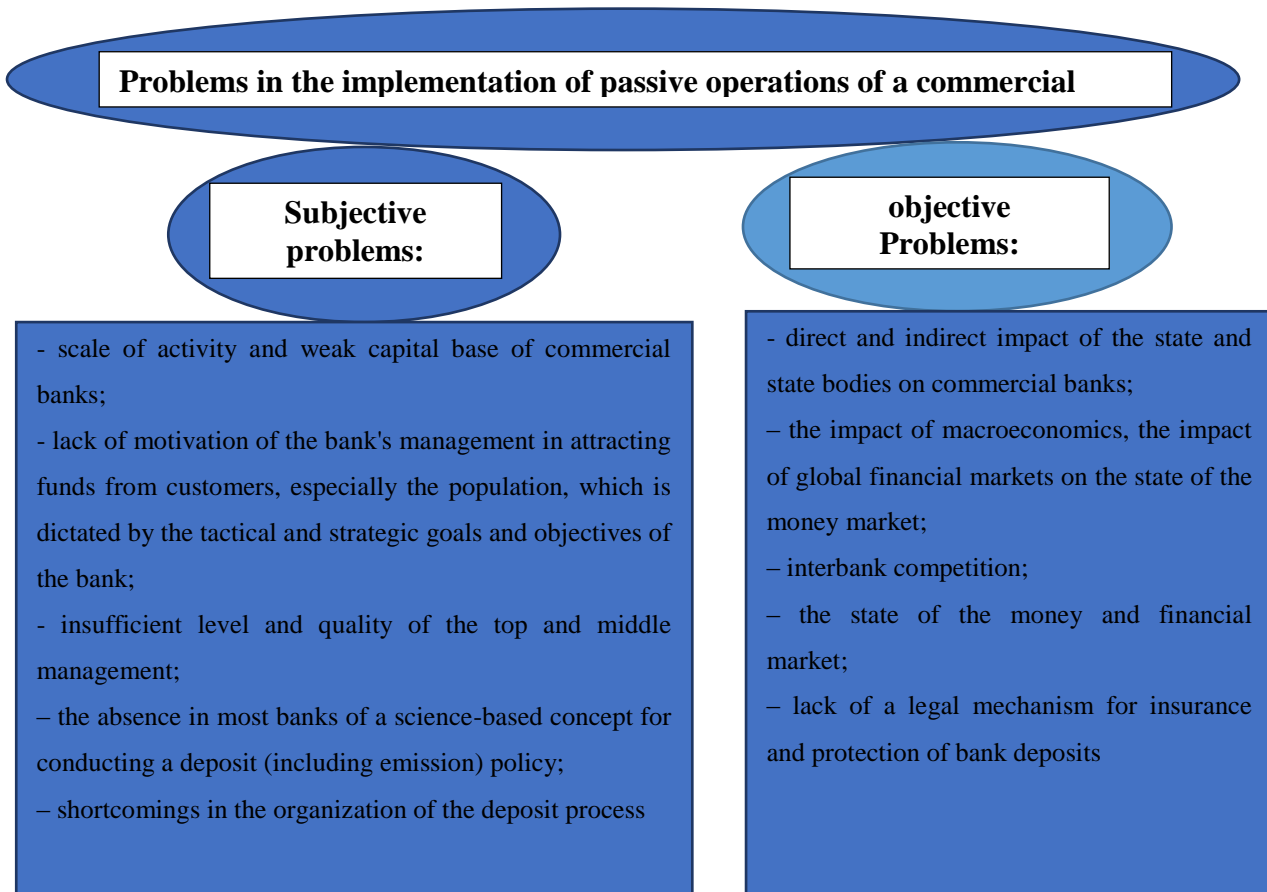 Problems in the implementation of passive operations of a commercial
Subjective
problems:
- scale of activity and weak capital base of commercial
banks;
- lack of motivation of the bank's management in attracting
funds from customers, especially the population, which is
dictated by the tactical and strategic goals and objectives of
the bank;
- insufficient level and quality of the top and middle
management;
– the absence in most banks of a science-based concept for
conducting a deposit (including emission) policy;
– shortcomings in the organization of the deposit process
objective
Problems:
- direct and indirect impact of the state and
state bodies on commercial banks;
– the impact of macroeconomics, the impact
of global financial markets on the state of the
money market;
– interbank competition;
– the state of the money and financial
market;
– lack of a legal mechanism for insurance
and protection of bank deposits